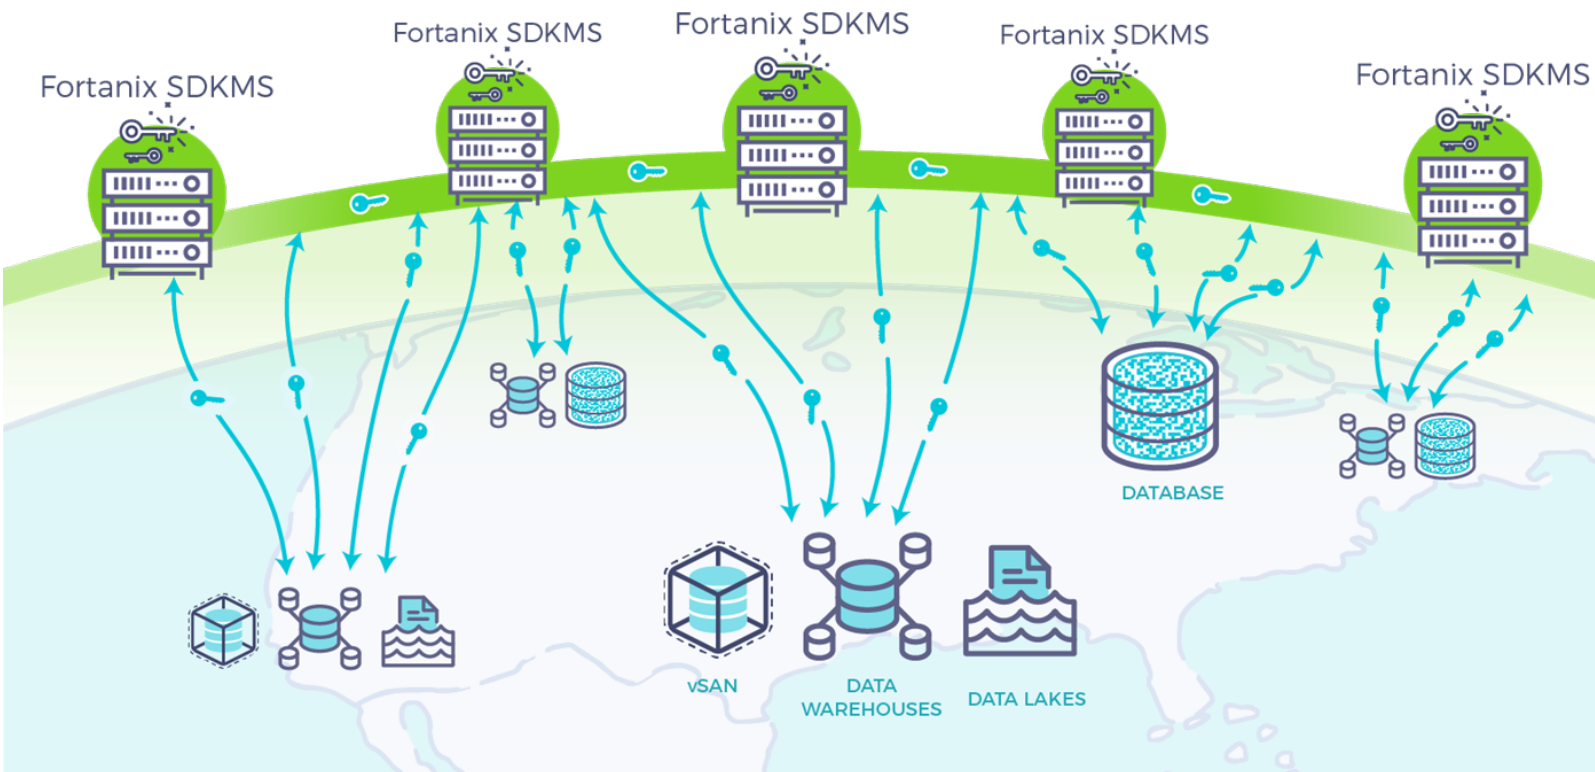 Fortanix SDKMS
Fortanix SDKMS
Fortanix SDKMS
Fortanix SDKMS
Fortanix SDKMS
DATABASE
vSAN
DATA
WAREHOUSES
DATA LAKES